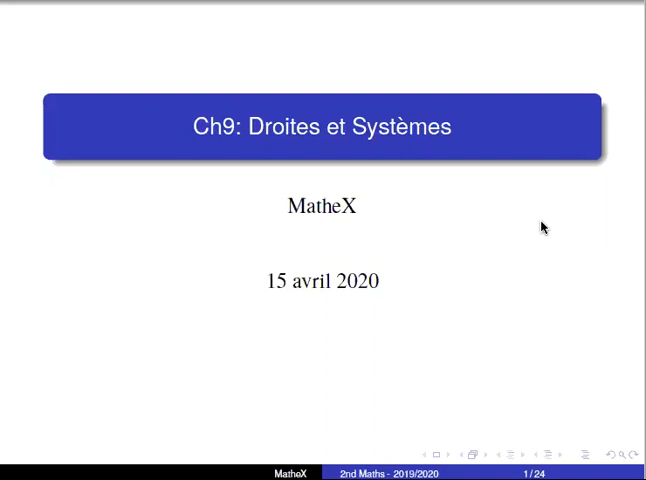 Ch9: Droites et Systèmes
MatheX
15 avril 2020
MatheX 2nd Maths - 2019/2020 1 / 24